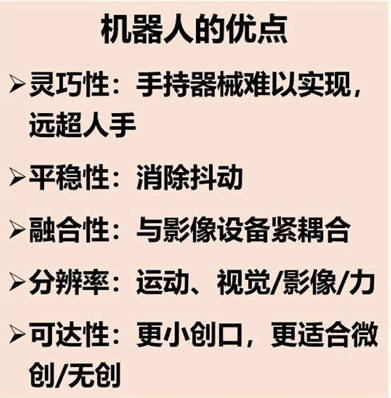 机器人的优点
➢灵巧性：手持器械难以实现，
远超人手
➢平稳性：消除抖动
➢融合性：与影像设备紧耦合
➢分辨率：运动、视觉/影像/力
➢可达性：更小创口，更适合微
创/无创